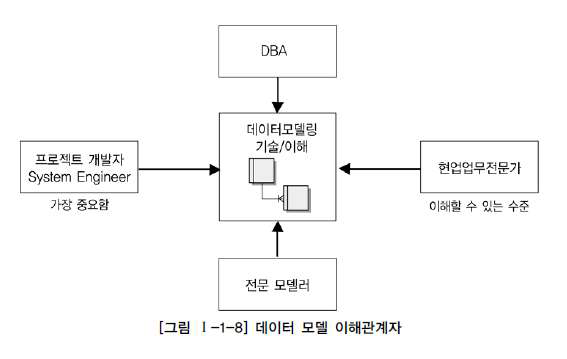 DBA
데이터모델링
기술/이해
프로젝트 개발자
System Engineer
가장 중요함
현업업무전문가
이해할 수 있는 수준
전문 모델러
[그림 Ⅰ-1-8] 데이터 모델 이해관계자